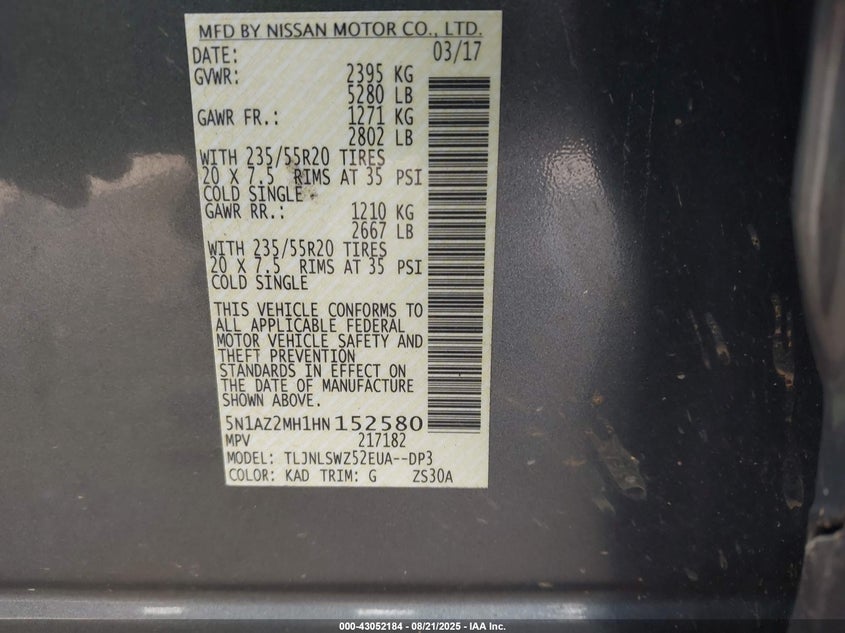 MFD BY NISSAN MOTOR CO., LTD.
DATE: 03/17
GVWR: 2395 KG
5280 LB
GAWR FR.: 1271 KG
2802 LB
WITH 235/55R20 TIRES
20 X 7.5 RIMS AT 35 PSI
COLD SINGLE
GAWR RR.: 1210 KG
2667 LB
WITH 235/55R20 TIRES
20 X 7.5 RIMS AT 35 PSI
COLD SINGLE
THIS VEHICLE CONFORMS TO
ALL APPLICABLE FEDERAL
MOTOR VEHICLE SAFETY AND
THEFT PREVENTION
STANDARDS IN EFFECT ON
THE DATE OF MANUFACTURE
SHOWN ABOVE.
5N1AZ2MH1HN152580
MPV 217182
MODEL: TLJNLSWZ52EUA--DP3
COLOR: KAD TRIM: G ZS30A
000-43052184 - 08/21/2025 - IAA Inc.